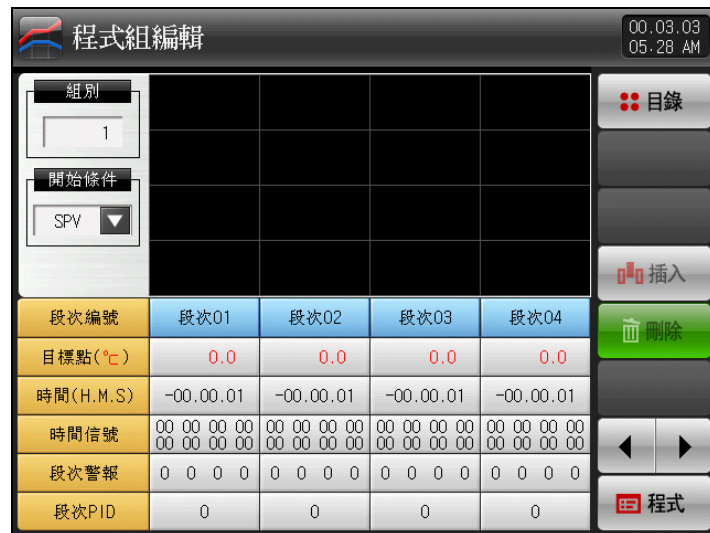 程式組編輯
00.03.03
05.28 AM
組別
1
開始條件
SPV
目錄
插入
刪除
段次編號 段次01 段次02 段次03 段次04
目標點(℃) 0.0 0.0 0.0 0.0
時間(H.M.S) -00.00.01 -00.00.01 -00.00.01 -00.00.01
時間信號 00 00 00 00 00 00 00 00 00 00 00 00 00 00 00 00
00 00 00 00 00 00 00 00 00 00 00 00 00 00 00 00
段次警報 0 0 0 0 0 0 0 0 0 0 0 0 0 0 0 0
段次PID 0 0 0 0
程式